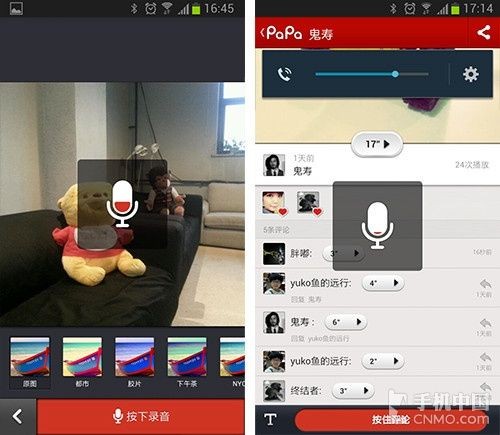 16:45
原图
都市
胶片
下午茶
NYC
按下录音
17:14
PaPa 鬼寿
17"
1天前
鬼寿
24次播放
5条评论
胖嘟:
3"
16秒前
yuko鱼的远行:
4"
回复 鬼寿
1天前
鬼寿:
6"
回复 yuko鱼的远行
1天前
yuko鱼的远行:
2"
1天前
终结者:
3"
1天前
T
按住评论
手机中国
CNMO.com